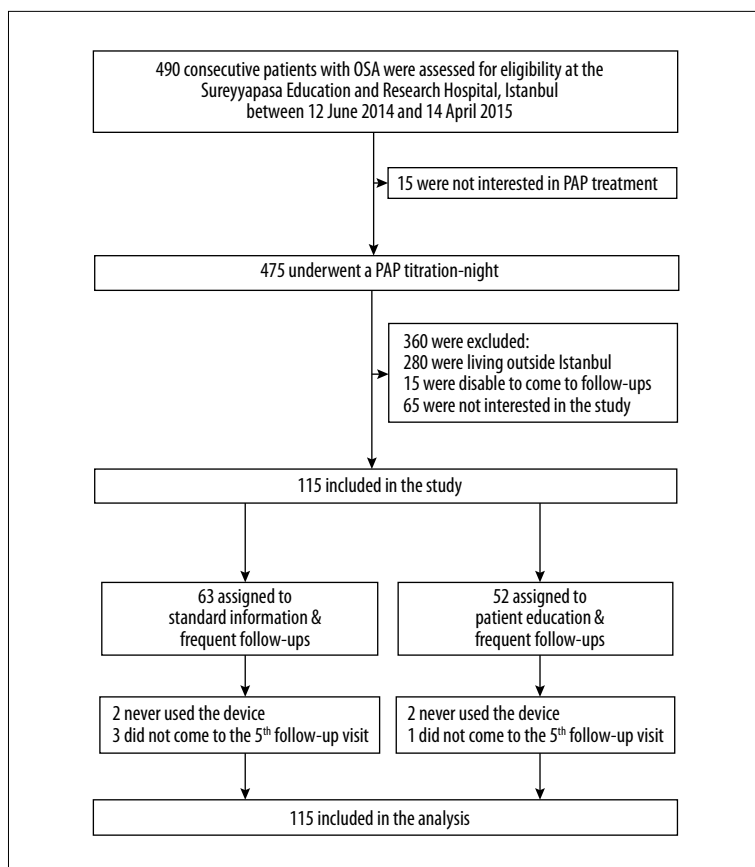 490 consecutive patients with OSA were assessed for eligibility at the
Sureyyapasa Education and Research Hospital, Istanbul
between 12 June 2014 and 14 April 2015
15 were not interested in PAP treatment
475 underwent a PAP titration-night
360 were excluded:
280 were living outside Istanbul
15 were disable to come to follow-ups
65 were not interested in the study
115 included in the study
63 assigned to
standard information &
frequent follow-ups
52 assigned to
patient education &
frequent follow-ups
2 never used the device
3 did not come to the 5th follow-up visit
2 never used the device
1 did not come to the 5th follow-up visit
115 included in the analysis